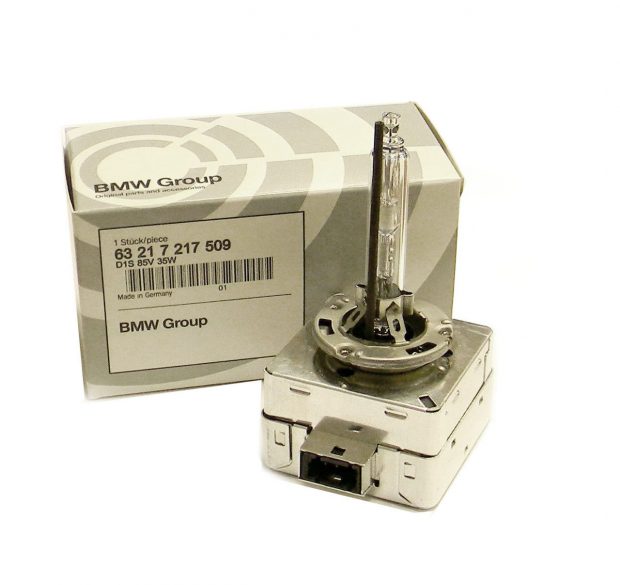 BMW Group
Original parts and accessories
1 Stück/piece
63 21 7 217 509
D1S 85V 35W
Made in Germany 01
BMW Group